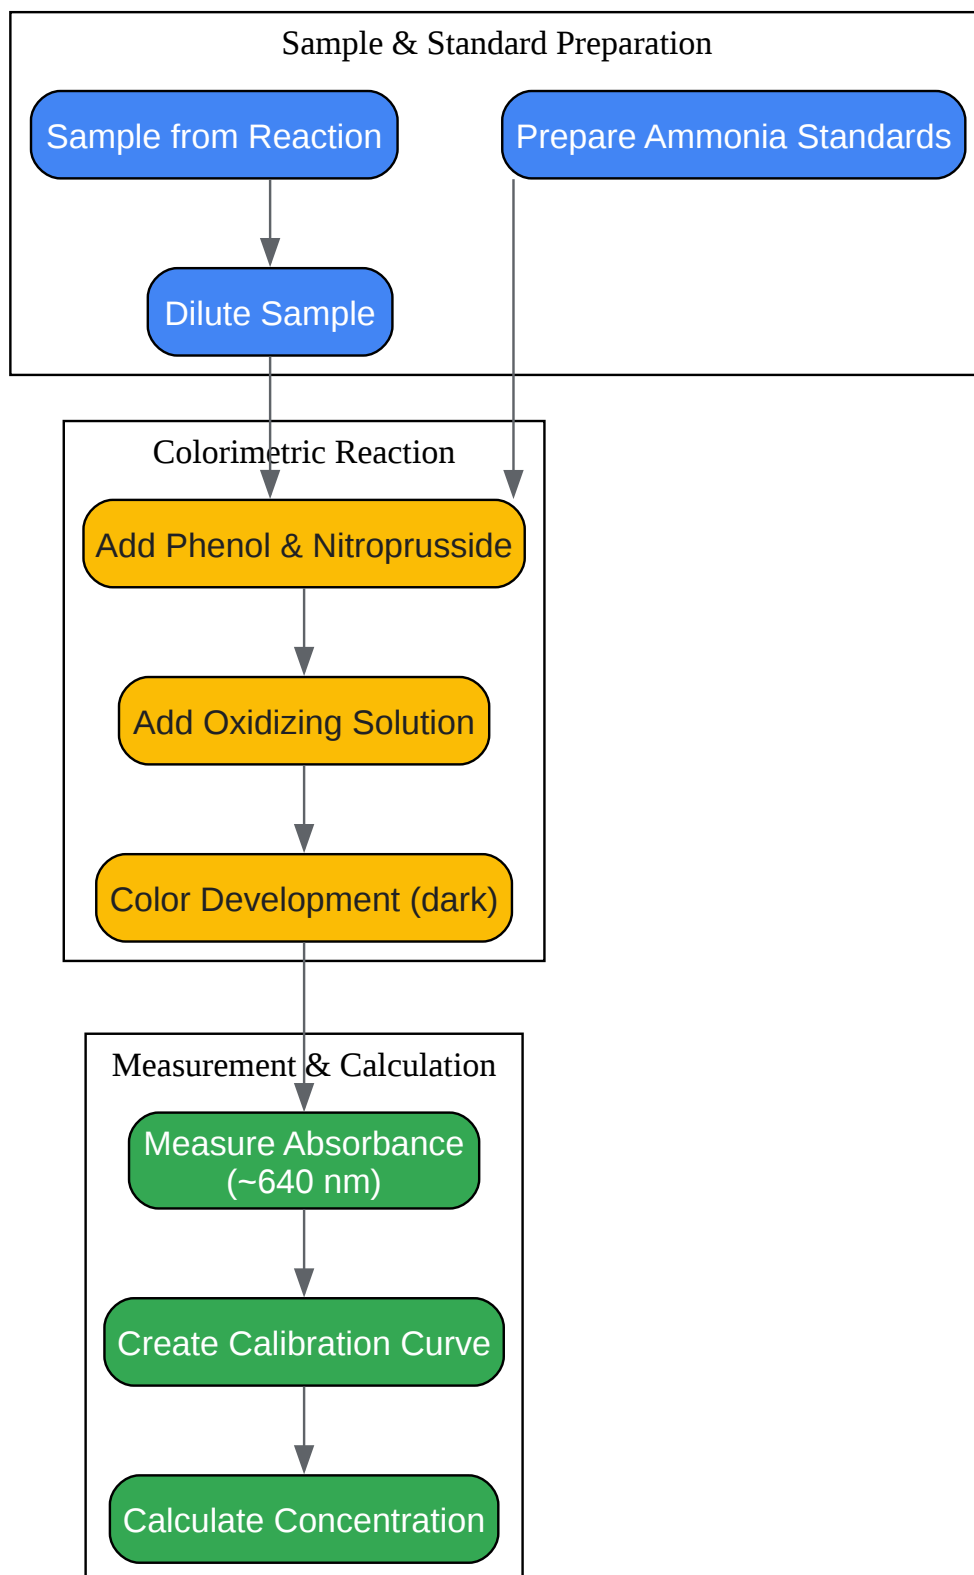 Sample & Standard Preparation
Sample from Reaction
Prepare Ammonia Standards
Dilute Sample
Colorimetric Reaction
Add Phenol & Nitroprusside
Add Oxidizing Solution
Color Development (dark)
Measurement & Calculation
Measure Absorbance
(~640 nm)
Create Calibration Curve
Calculate Concentration